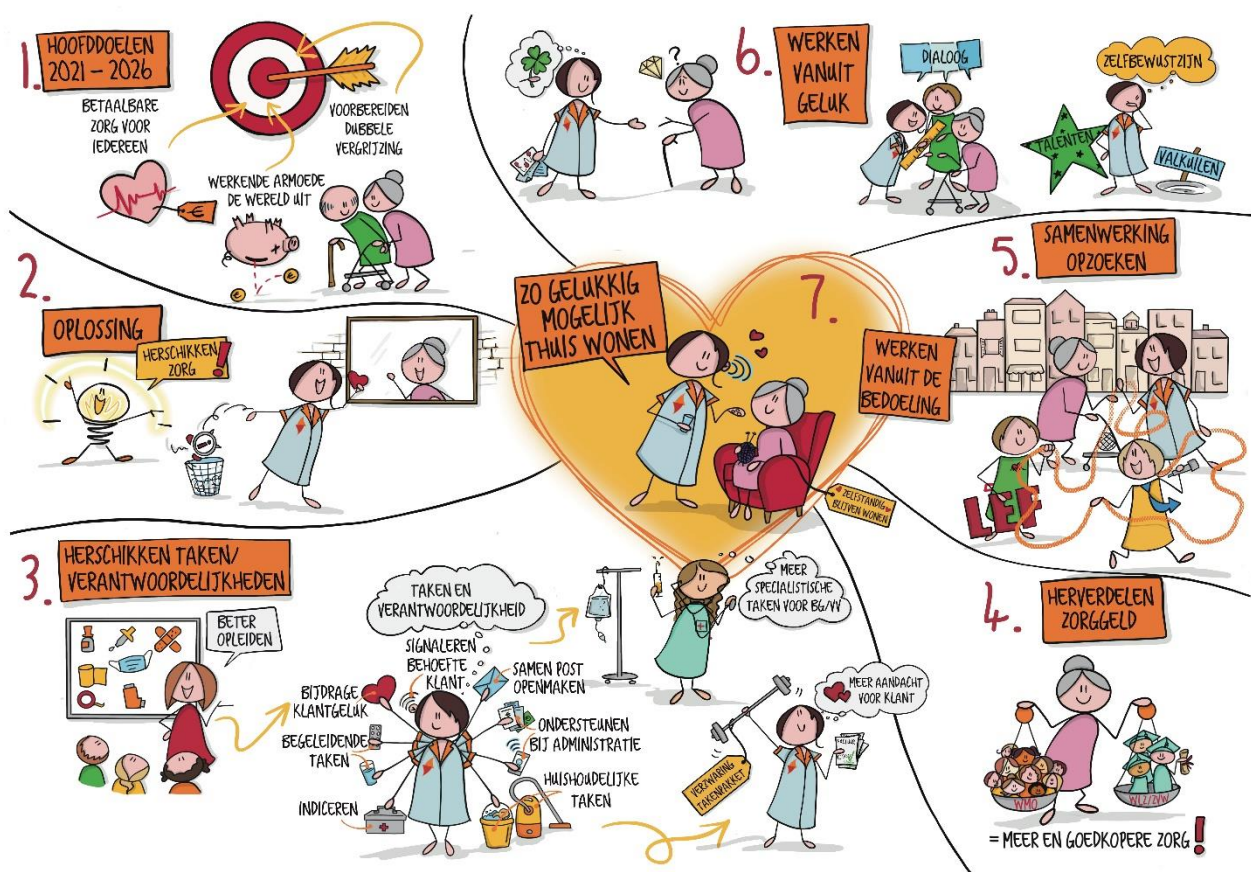 1.
HOOFDDOELEN
2021 – 2026
BETAALBARE
ZORG VOOR
IEDEREEN
€
WERKENDE ARMOEDE
DE WERELD UIT
VOORBEREIDEN
DUBBELE
VERGRIJZING
2.
OPLOSSING
HERSCHIKKEN
ZORG!
3.
HERSCHIKKEN TAKEN/
VERANTWOORDELIJKHEDEN
BETER
OPLEIDEN
TAKEN EN
VERANTWOORDELIJKHEID
SIGNALEREN
BEHOEFTE
KLANT
BIJDRAGE
KLANTGELUK
BEGELEIDENDE
TAKEN
INDICEREN
SAMEN POST
OPENMAKEN
ONDERSTEUNEN
BIJ ADMINISTRATIE
HUISHOUDELIJKE
TAKEN
MEER
SPECIALISTISCHE
TAKEN VOOR BG/VV
VERZWARING
TAKENPAKKET
MEER AANDACHT
VOOR KLANT
4.
HERVERDELEN
ZORGGELD
WMO
WLZ/ZVW
= MEER EN GOEDKOPERE ZORG!
5.
SAMENWERKING
OPZOEKEN
LEF
6.
WERKEN
VANUIT
GELUK
?
DIALOOG
ZELFBEWUSTZIJN
TALENTEN
VALKUILEN
7.
ZO GELUKKIG
MOGELIJK
THUIS WONEN
WERKEN
VANUIT DE
BEDOELING
ZELFSTANDIG
BLIJVEN WONEN